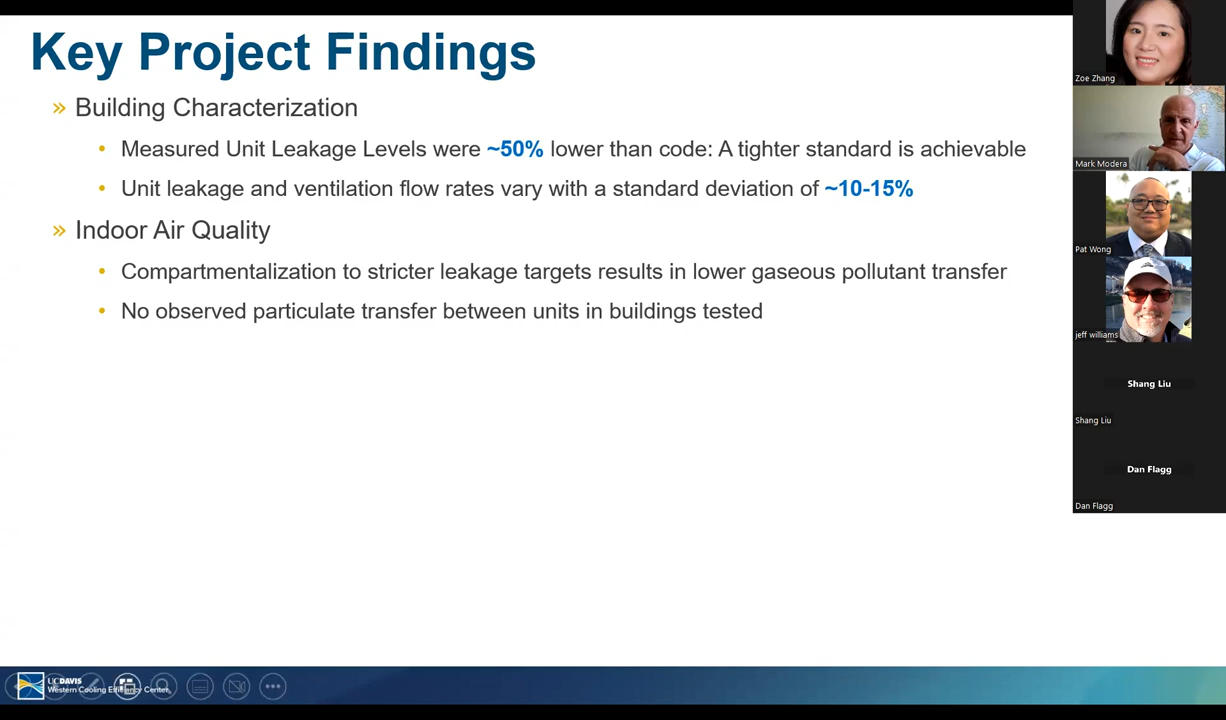 Key Project Findings
» Building Characterization
• Measured Unit Leakage Levels were ~50% lower than code: A tighter standard is achievable
• Unit leakage and ventilation flow rates vary with a standard deviation of ~10-15%
» Indoor Air Quality
• Compartmentalization to stricter leakage targets results in lower gaseous pollutant transfer
• No observed particulate transfer between units in buildings tested
Zoe Zhang
Mark Modera
Pat Wong
jeff williams
Shang Liu
Shang Liu
Dan Flagg
Dan Flagg
UCDAVIS
Western Cooling Efficiency Center